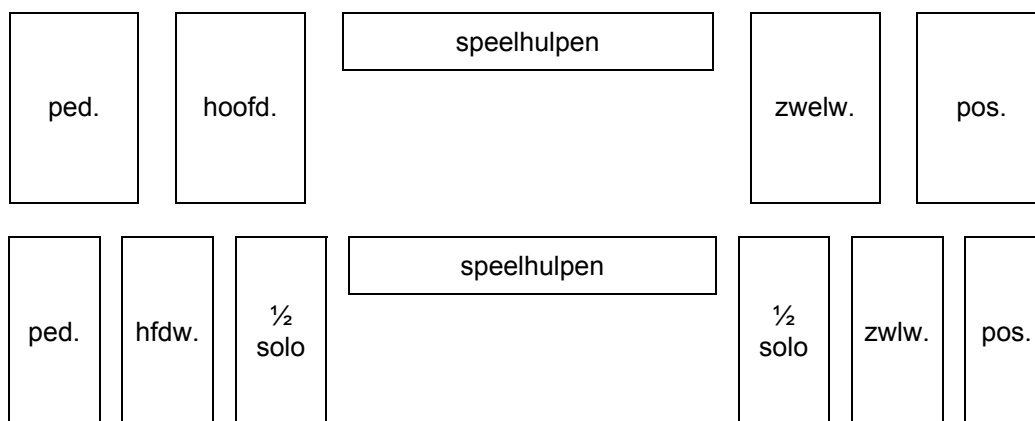 speelhulpen
ped.
hoofd.
zwelw.
pos.
speelhulpen
ped.
hfdw.
½
solo
½
solo
zwlw.
pos.